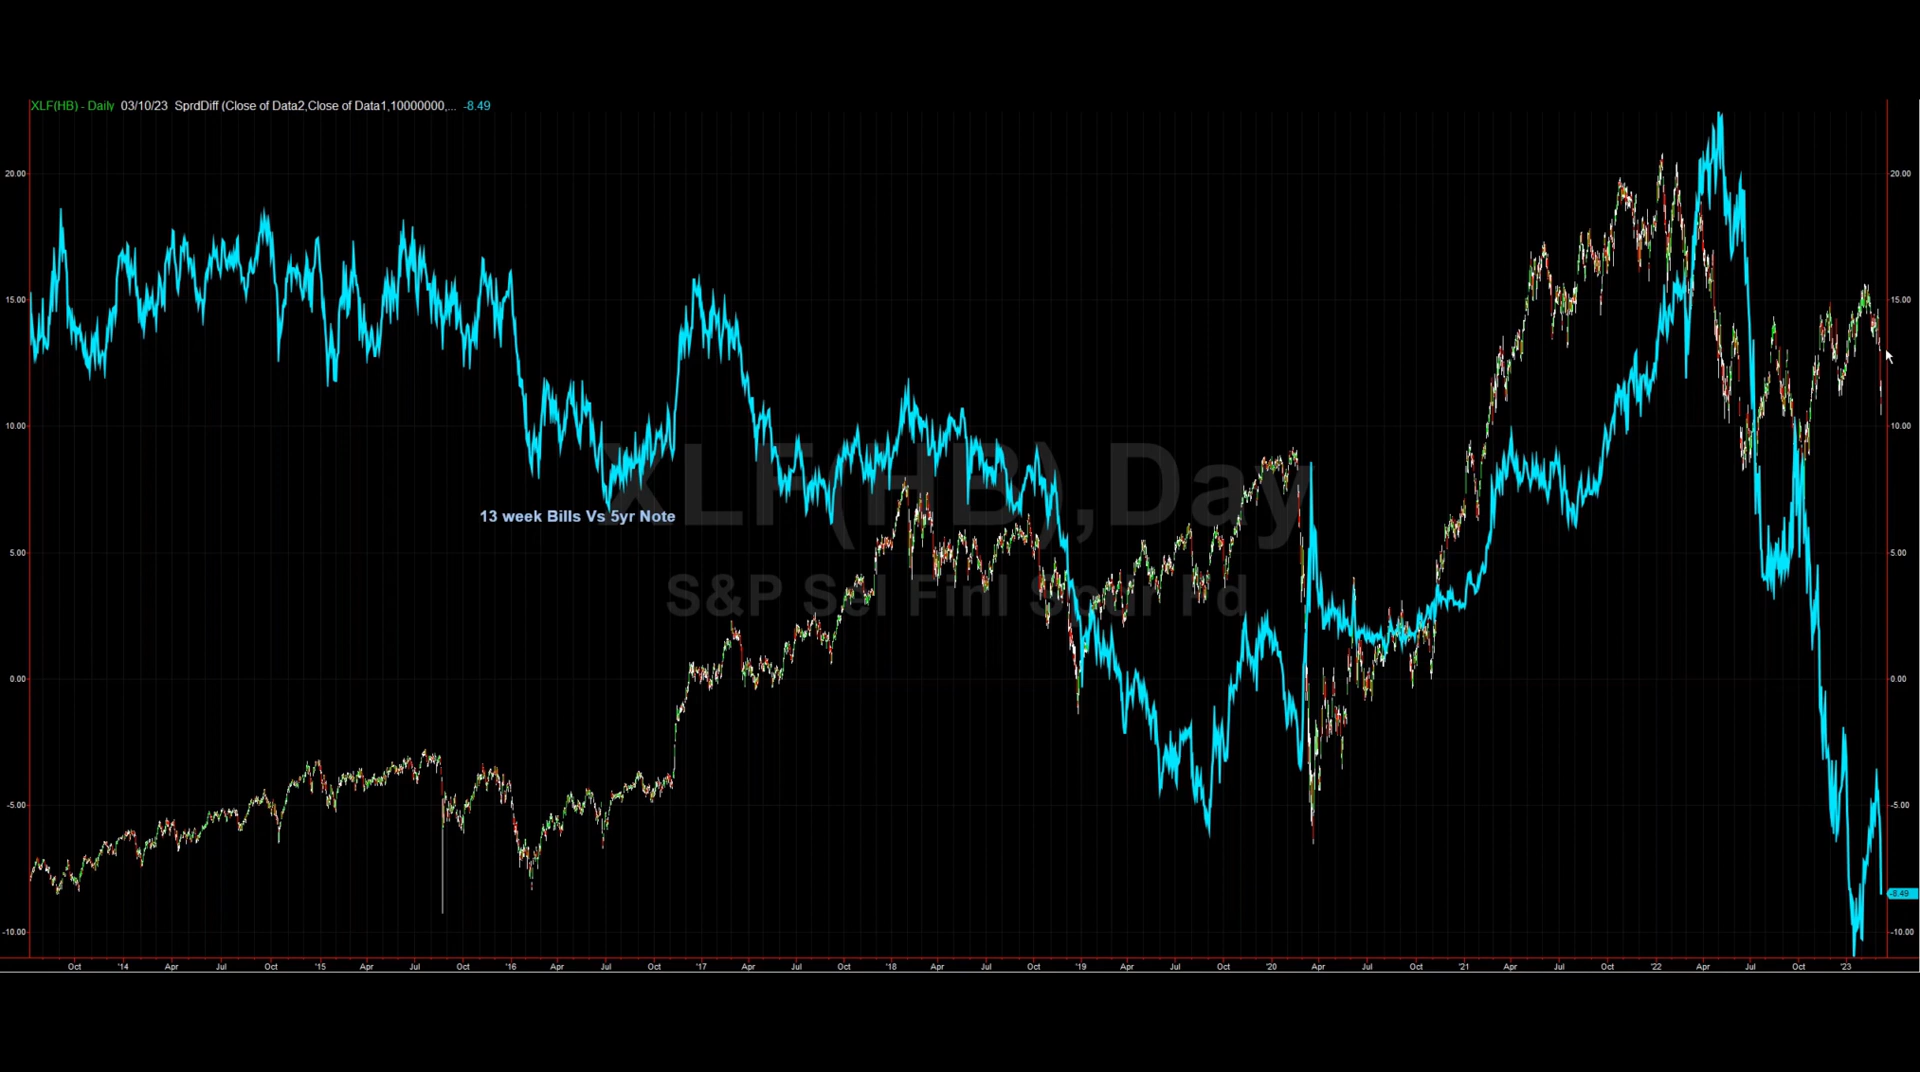 XLF(HB) - Daily 03/10/23 SprdDiff (Close of Data2,Close of Data1,10000000,... -8.49
20.00 20.00
15.00 15.00
10.00 10.00
XLF(HB),Day
13 week Bills Vs 5yr Note
5.00 5.00
S&P Sel Finl Spdr Fd
0.00 0.00
-5.00 -5.00
-8.49
-10.00 -10.00
Oct '14 Apr Jul Oct '15 Apr Jul Oct '16 Apr Jul Oct '17 Apr Jul Oct '18 Apr Jul Oct '19 Apr Jul Oct '20 Apr Jul Oct '21 Apr Jul Oct '22 Apr Jul Oct '23